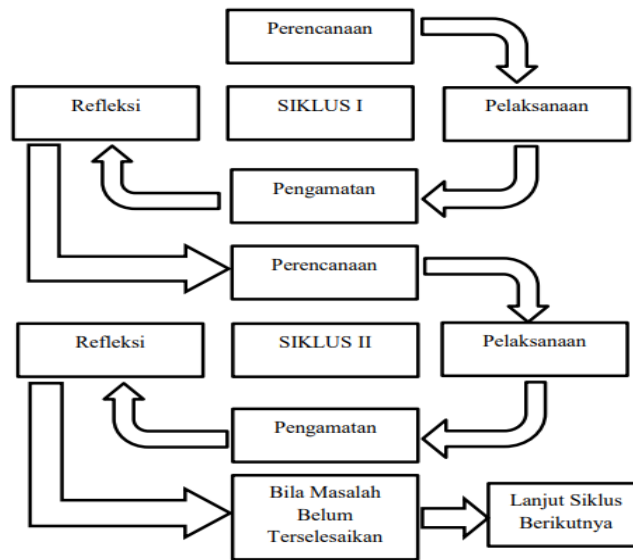 Perencanaan
Refleksi
SIKLUS I
Pelaksanaan
Pengamatan
Perencanaan
Refleksi
SIKLUS II
Pelaksanaan
Pengamatan
Bila Masalah
Belum
Terselesaikan
Lanjut Siklus
Berikutnya